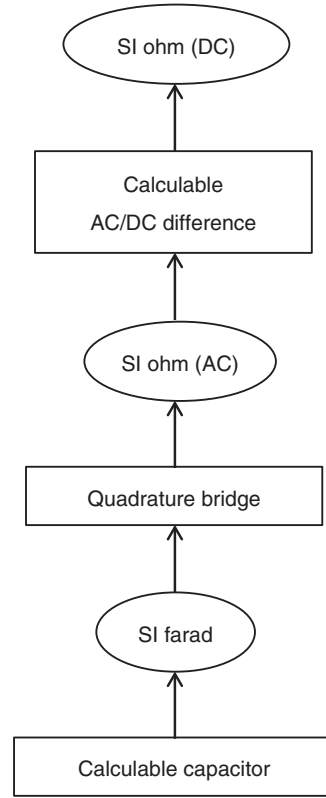 SI ohm (DC)
Calculable
AC/DC difference
SI ohm (AC)
Quadrature bridge
SI farad
Calculable capacitor